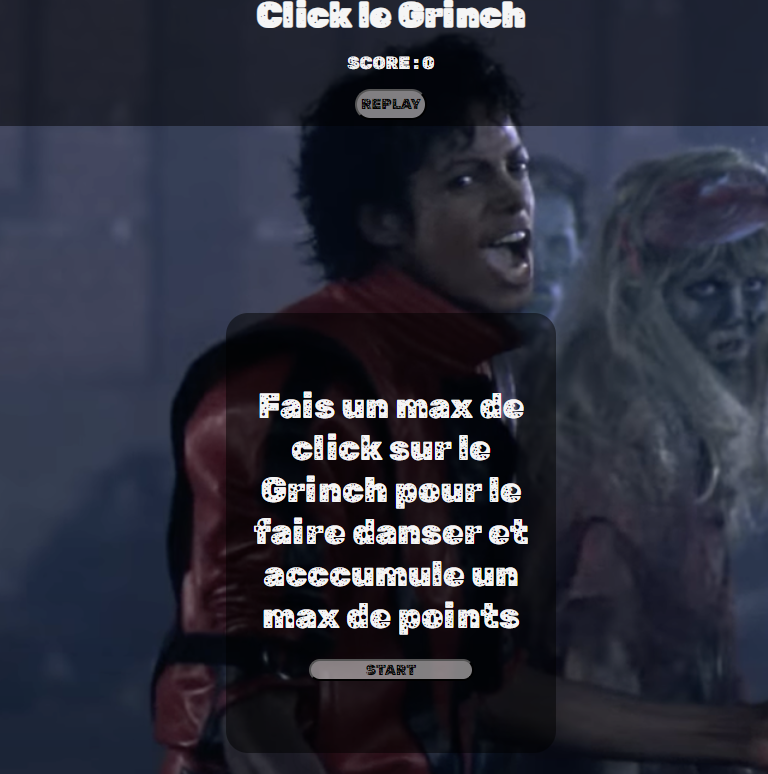 Click le Grinch
SCORE : 0
REPLAY
Fais un max de
click sur le
Grinch pour le
faire danser et
acccumule un
max de points
START